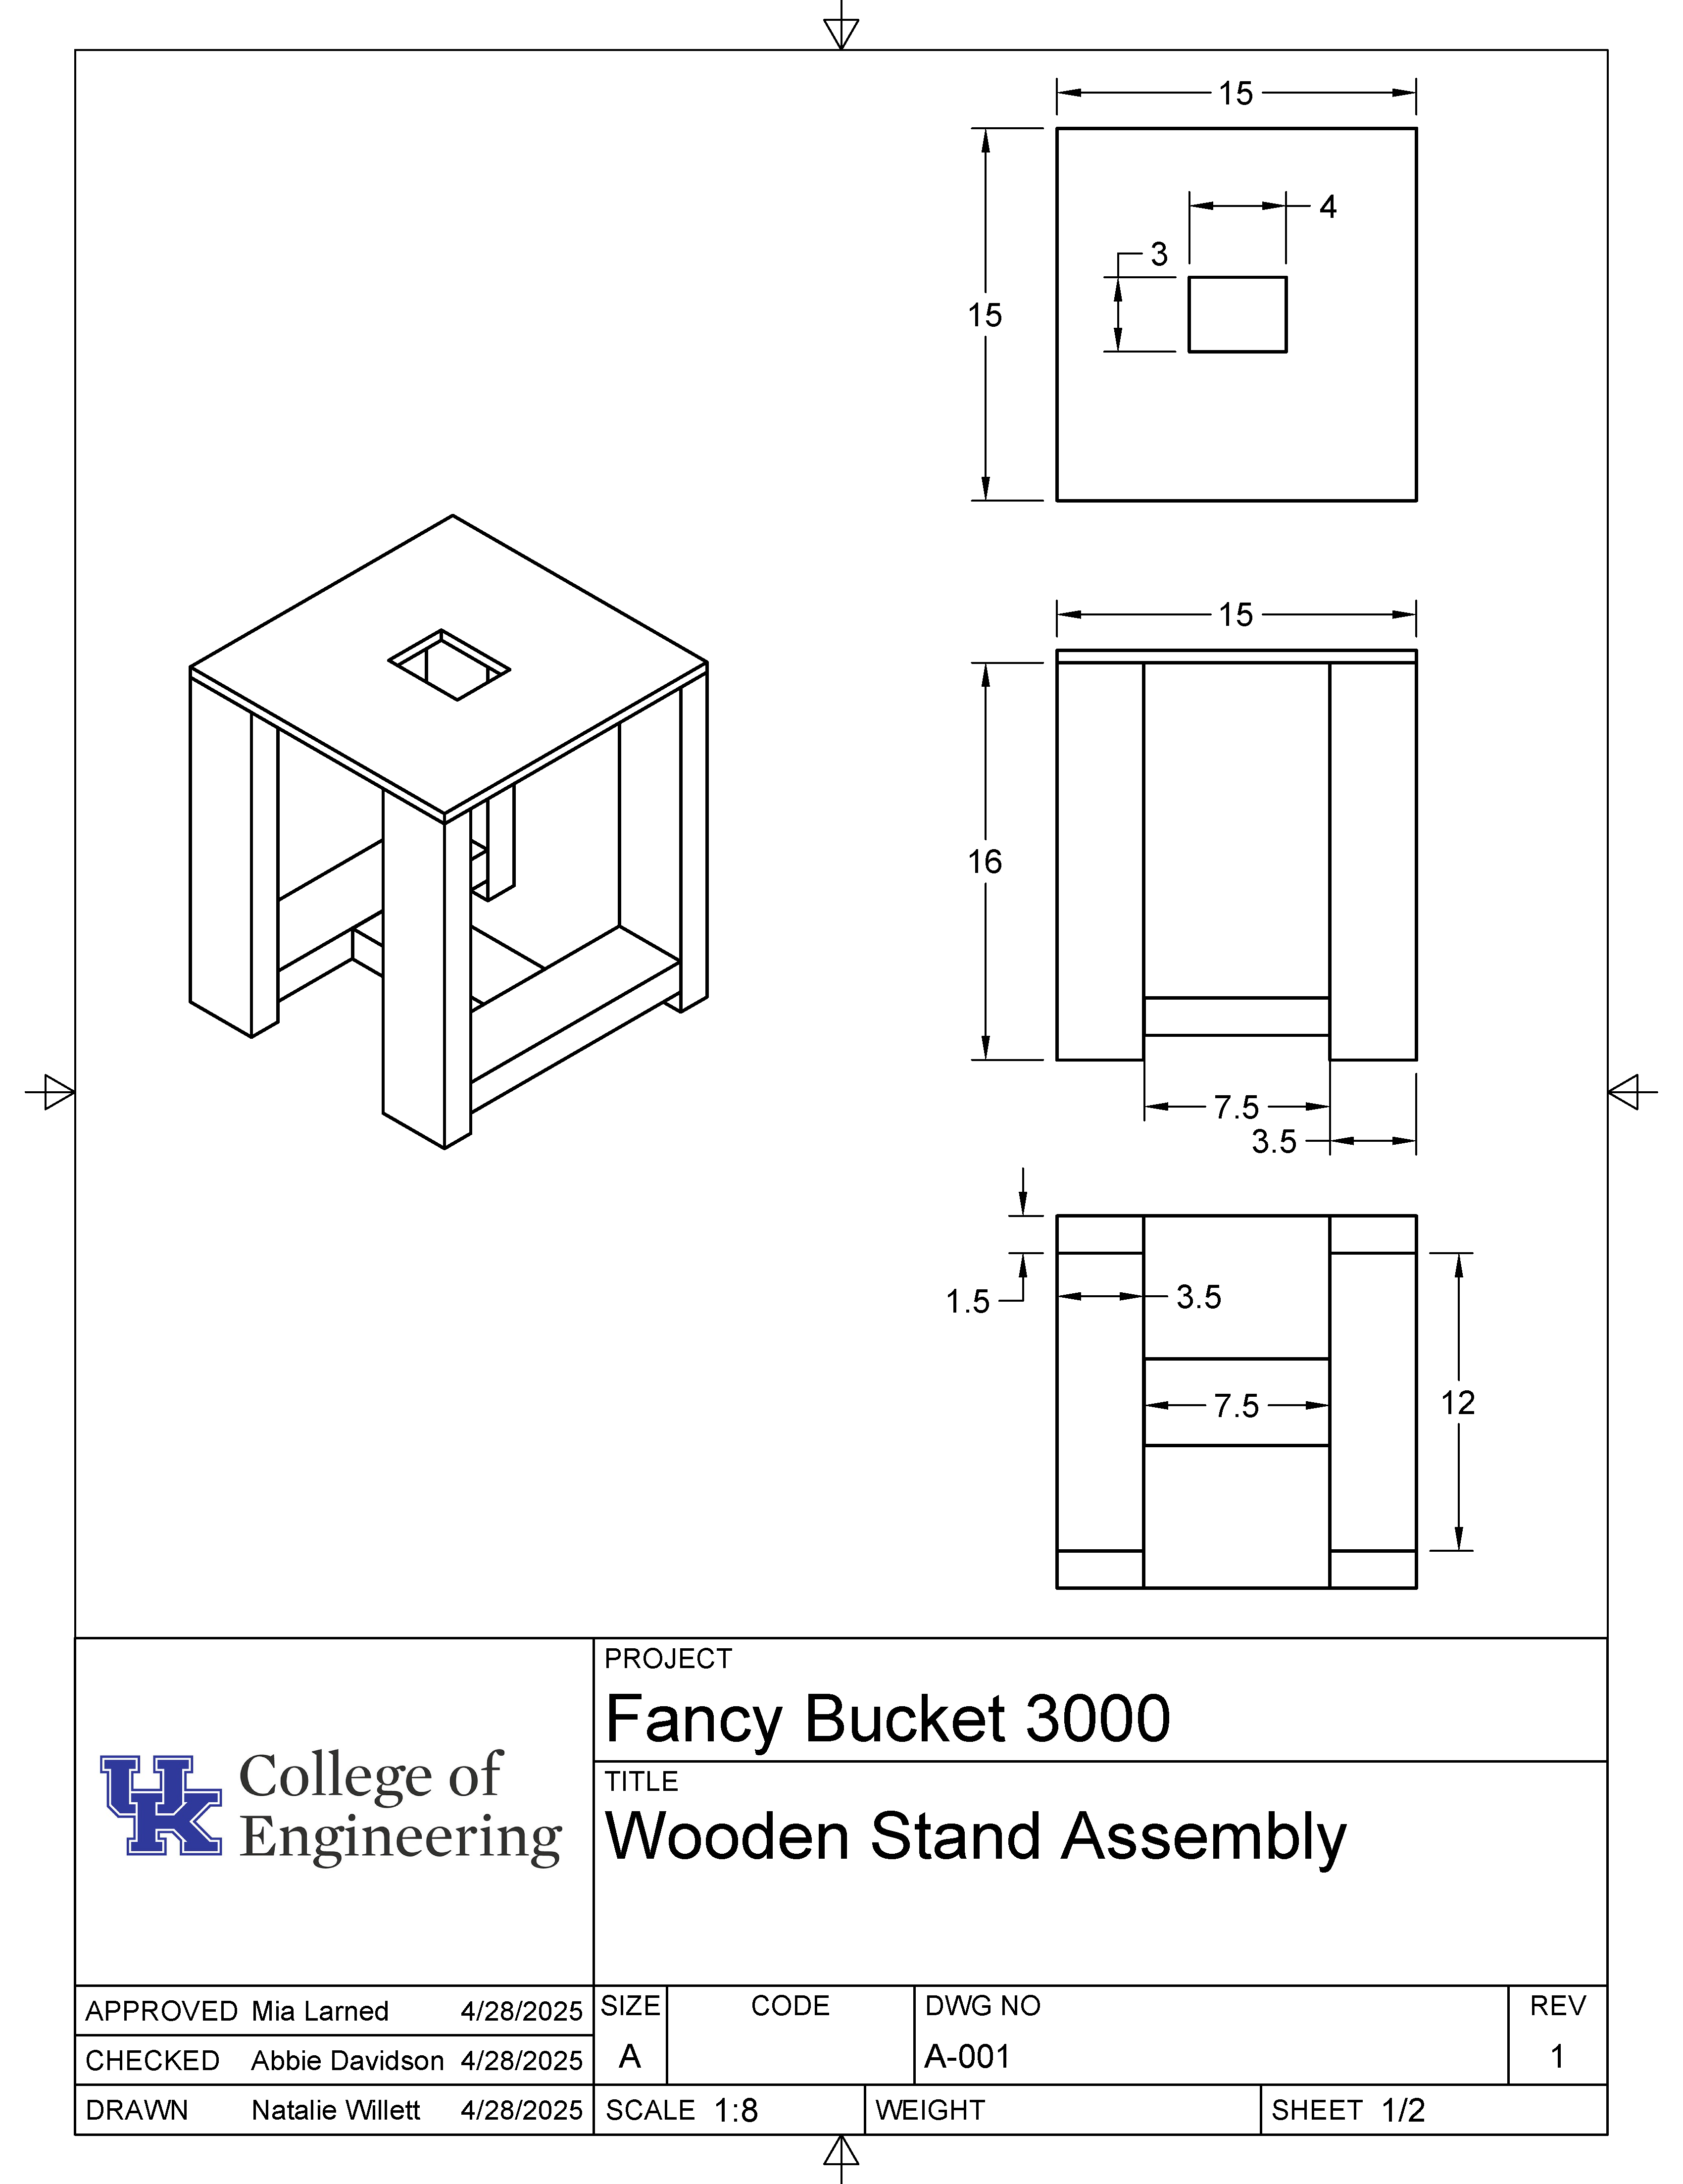 15
4
3
15
15
16
7.5
3.5
1.5
3.5
7.5
12
PROJECT
Fancy Bucket 3000
TITLE
Wooden Stand Assembly
UK College of
Engineering
APPROVED Mia Larned 4/28/2025
CHECKED Abbie Davidson 4/28/2025
DRAWN Natalie Willett 4/28/2025
SIZE
A
CODE
DWG NO
A-001
REV
1
SCALE 1:8
WEIGHT
SHEET 1/2